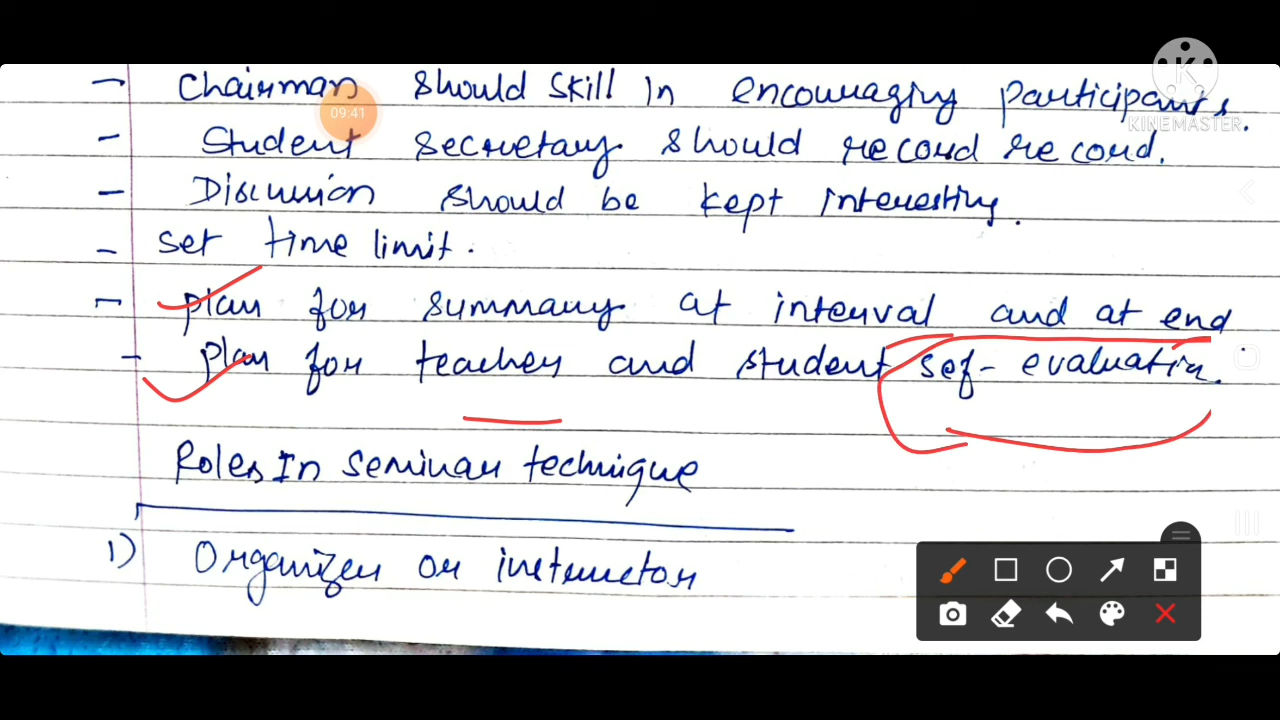 - Chairman should skill in encouraging participants.
KINEMASTER
09:41
- Student secretary should record record.
- Discussion should be kept interesting.
- set time limit.
- plan for summary at interval and at end
- plan for teacher and student sef-evaluation.
Roles In seminar technique
1) Organizer or instructor